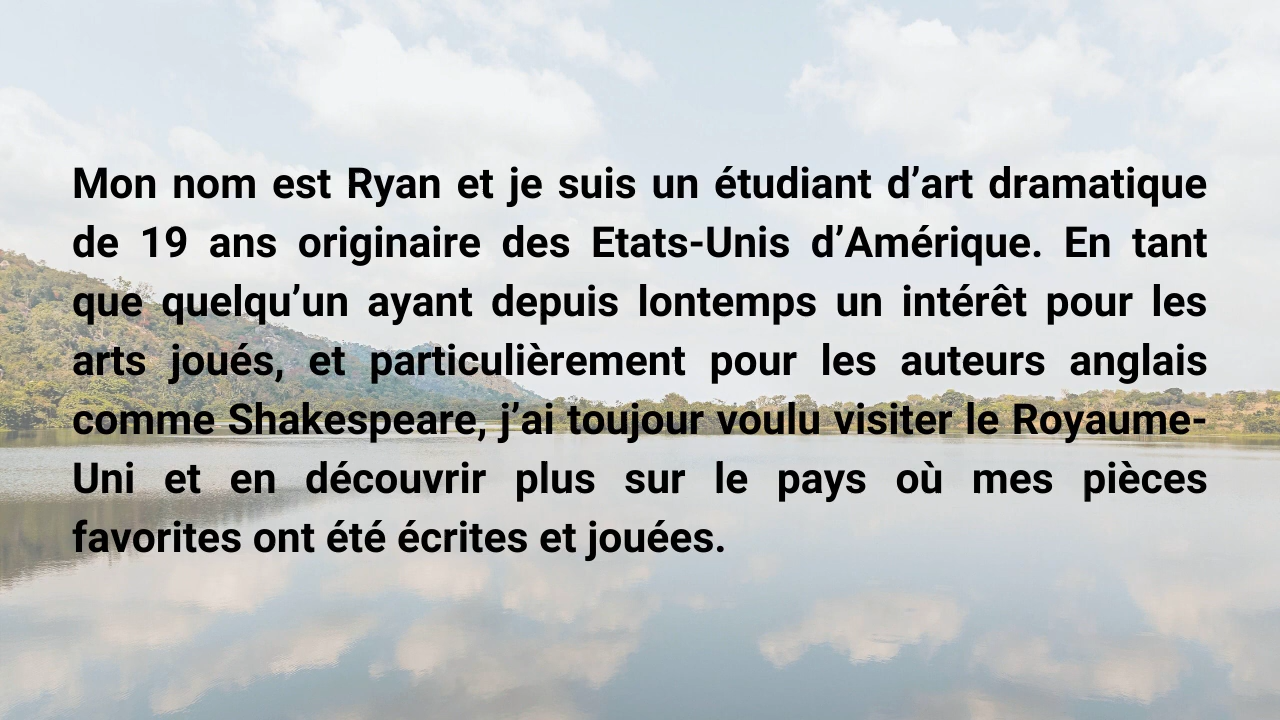 Mon nom est Ryan et je suis un étudiant d’art dramatique
de 19 ans originaire des Etats-Unis d’Amérique. En tant
que quelqu’un ayant depuis lontemps un intérêt pour les
arts joués, et particulièrement pour les auteurs anglais
comme Shakespeare, j’ai toujour voulu visiter le Royaume-
Uni et en découvrir plus sur le pays où mes pièces
favorites ont été écrites et jouées.